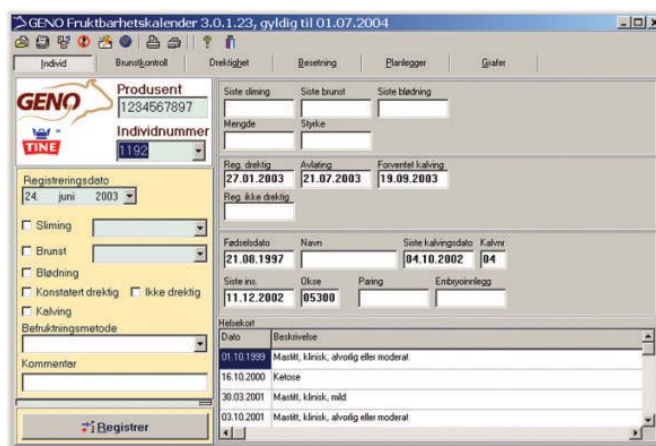 GENO Fruktbarhetskalender 3.0.1.23, gyldig til 01.07.2004
Individ Brunstkontroll Drektighet Besetning Planlegger Grafer
GENO
TINE
Produsent
1234567897
Individnummer
1192
Registreringsdato
24. juni 2003
Sliming
Brunst
Blødning
Konstatert drektig Ikke drektig
Kalving
Befruktningsmetode
Kommentar
Registrer
Siste sliming Siste brunst Siste blødning
Mengde Styrke
Reg. drektig Avlating Forventet kalving
27.01.2003 21.07.2003 19.09.2003
Reg. ikke drektig
Fødselsdato Navn Siste kalvingsdato Kalvnr
21.08.1997 04.10.2002 04
Siste ins. Okse Paring Embryoinnlegg
11.12.2002 05300
Helsekort
Dato Beskrivelse
01.10.1999 Mastitt, klinisk, alvorlig eller moderat
16.10.2000 Ketose
30.03.2001 Mastitt, klinisk, mild
03.10.2001 Mastitt, klinisk, alvorlig eller moderat